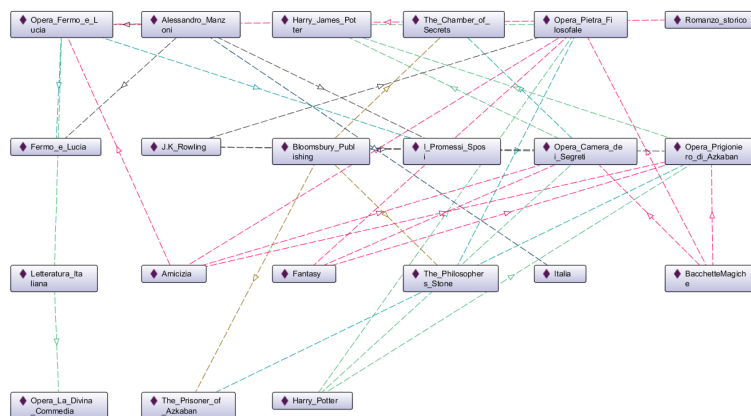 Opera_Fermo_e_L
ucia
Alessandro_Manz
oni
Harry_James_Pot
ter
The_Chamber_of_
Secrets
Opera_Pietra_Fi
losofale
Romanzo_storico
Fermo_e_Lucia
J.K_Rowling
Bloomsbury_Publ
ishing
I_Promessi_Spos
i
Opera_Camera_de
i_Segreti
Opera_Prigionie
ro_di_Azkaban
Letteratura_Ita
liana
Amicizia
Fantasy
The_Philosopher
s_Stone
Italia
BacchetteMagich
e
Opera_La_Divina
_Commedia
The_Prisoner_of
_Azkaban
Harry_Potter